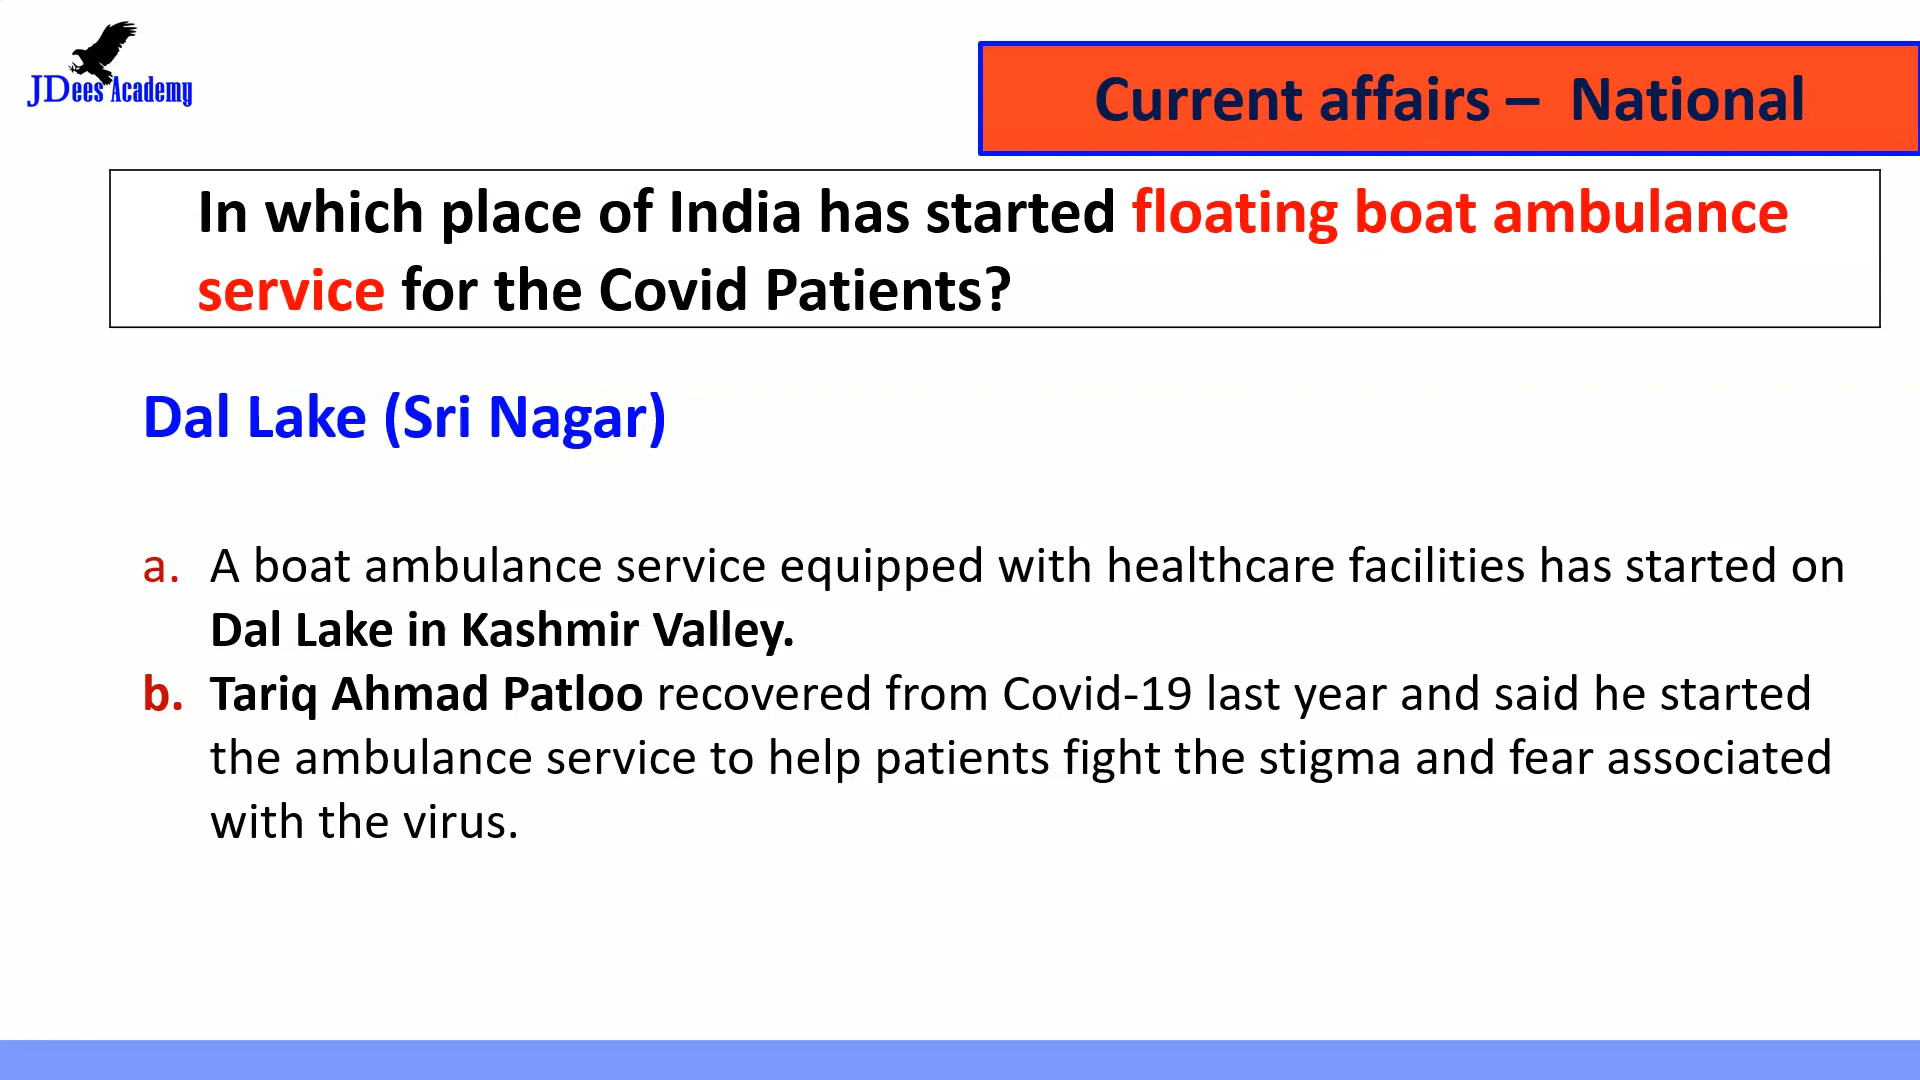 JDees Academy
Current affairs – National
In which place of India has started floating boat ambulance
service for the Covid Patients?
Dal Lake (Sri Nagar)
a. A boat ambulance service equipped with healthcare facilities has started on
Dal Lake in Kashmir Valley.
b. Tariq Ahmad Patloo recovered from Covid-19 last year and said he started
the ambulance service to help patients fight the stigma and fear associated
with the virus.